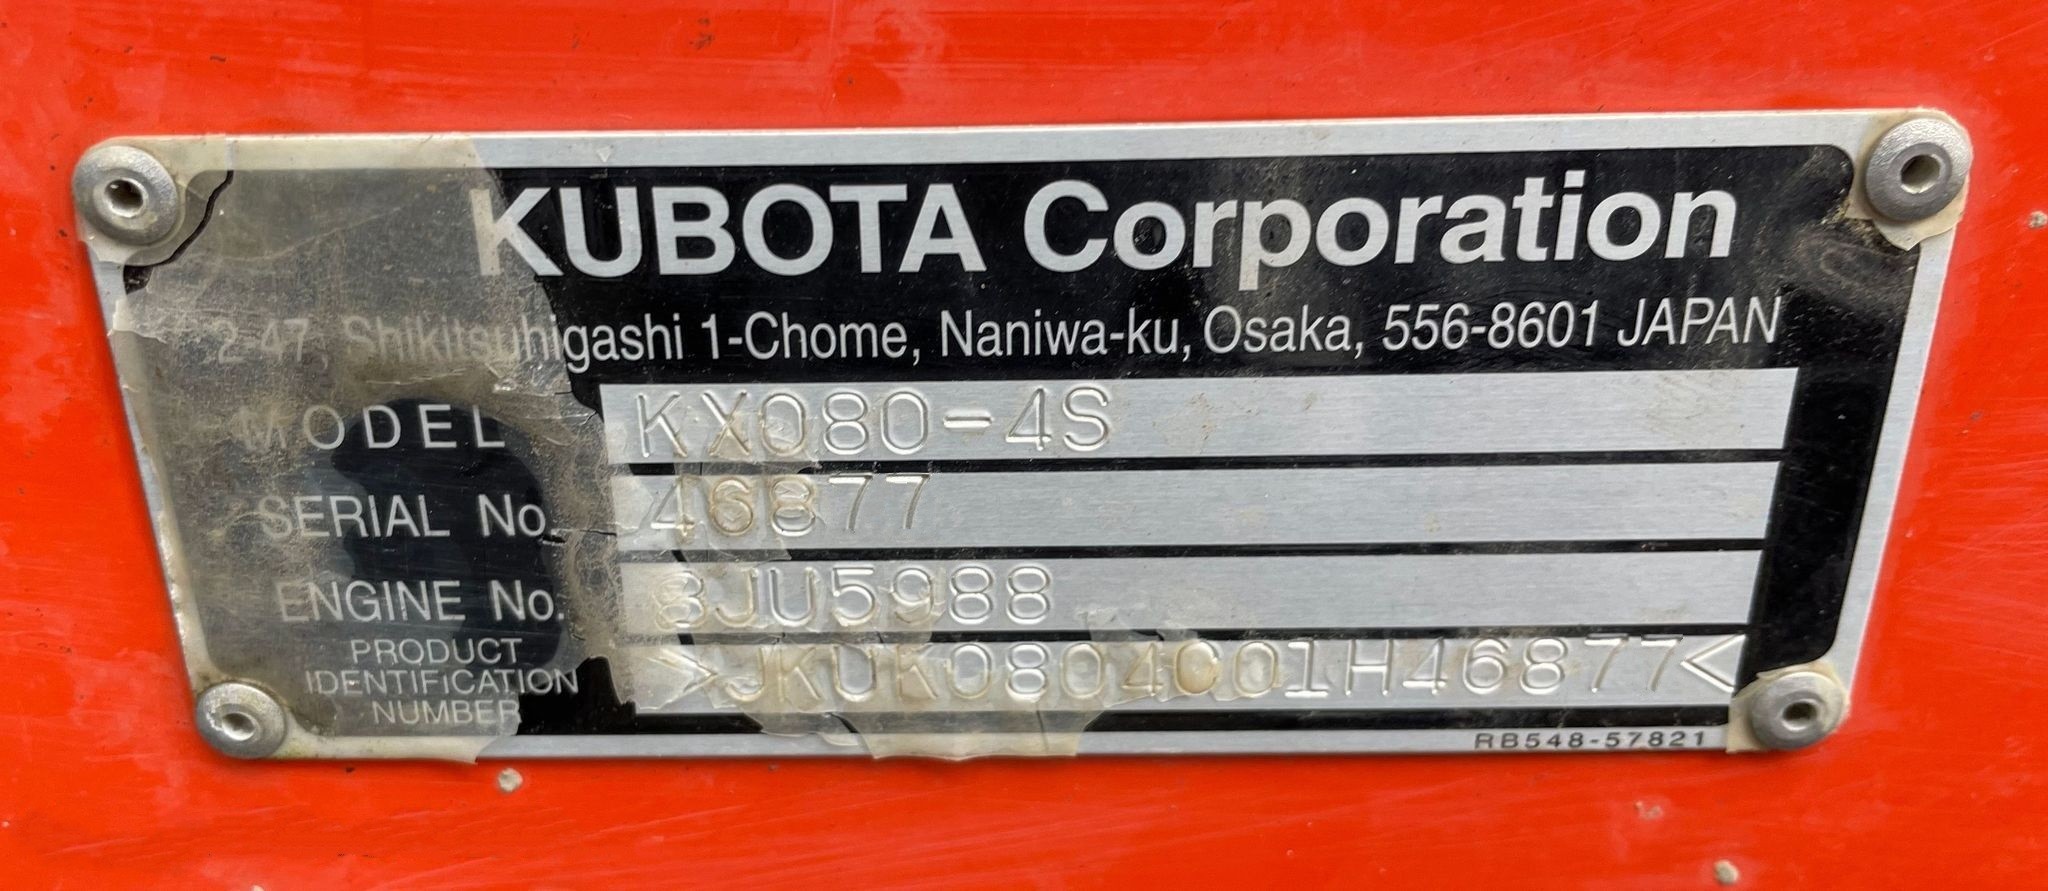 KUBOTA Corporation
2-47, Shikitsuhigashi 1-Chome, Naniwa-ku, Osaka, 556-8601 JAPAN
MODEL KX080-4S
SERIAL No. 46877
ENGINE No. 8JU5988
PRODUCT
IDENTIFICATION
NUMBER
>JKUK0804C01H46877<
RB548-57821